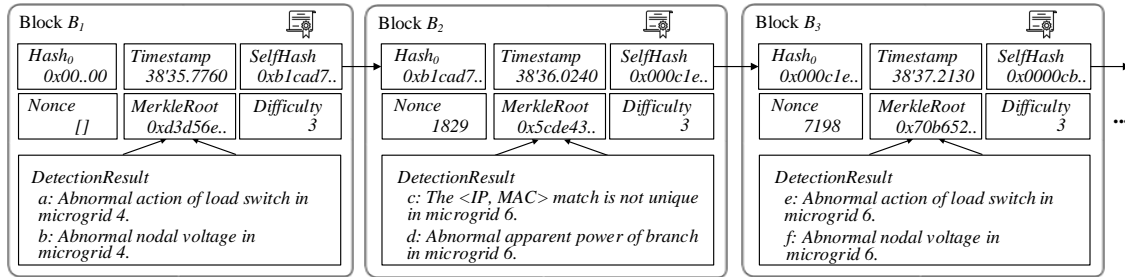 Block B1
Hash0
0x00..00
Timestamp
38'35.7760
SelfHash
0xb1cad7..
Nonce
[]
MerkleRoot
0xd3d56e..
Difficulty
3
DetectionResult
a: Abnormal action of load switch in
microgrid 4.
b: Abnormal nodal voltage in
microgrid 4.
Block B2
Hash0
0xb1cad7..
Timestamp
38'36.0240
SelfHash
0x000c1e..
Nonce
1829
MerkleRoot
0x5cde43..
Difficulty
3
DetectionResult
c: The <IP, MAC> match is not unique
in microgrid 6.
d: Abnormal apparent power of branch
in microgrid 6.
Block B3
Hash0
0x000c1e..
Timestamp
38'37.2130
SelfHash
0x0000cb..
Nonce
7198
MerkleRoot
0x70b652..
Difficulty
3
DetectionResult
e: Abnormal action of load switch in
microgrid 6.
f: Abnormal nodal voltage in
microgrid 6.
...